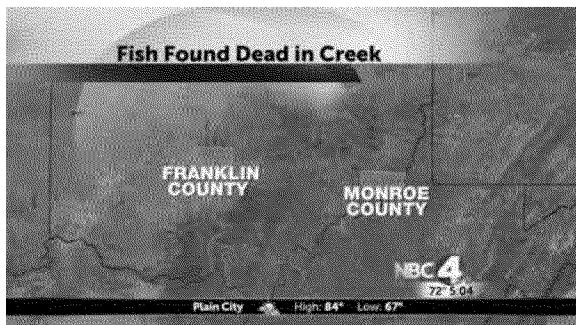 Fish Found Dead in Creek
FRANKLIN
COUNTY
MONROE
COUNTY
NBC 4
72° 5:04
Plain City High: 84° Low: 67°